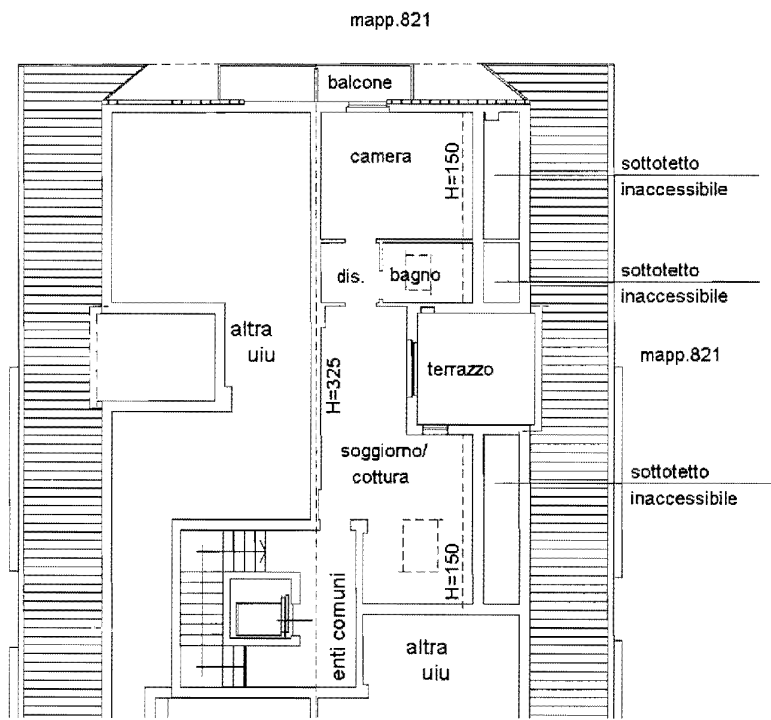 mapp.821
balcone
camera
H=150
sottotetto
inaccessibile
dis.
bagno
sottotetto
inaccessibile
altra
uiu
H=325
terrazzo
mapp.821
soggiorno/
cottura
sottotetto
inaccessibile
H=150
enti comuni
altra
uiu